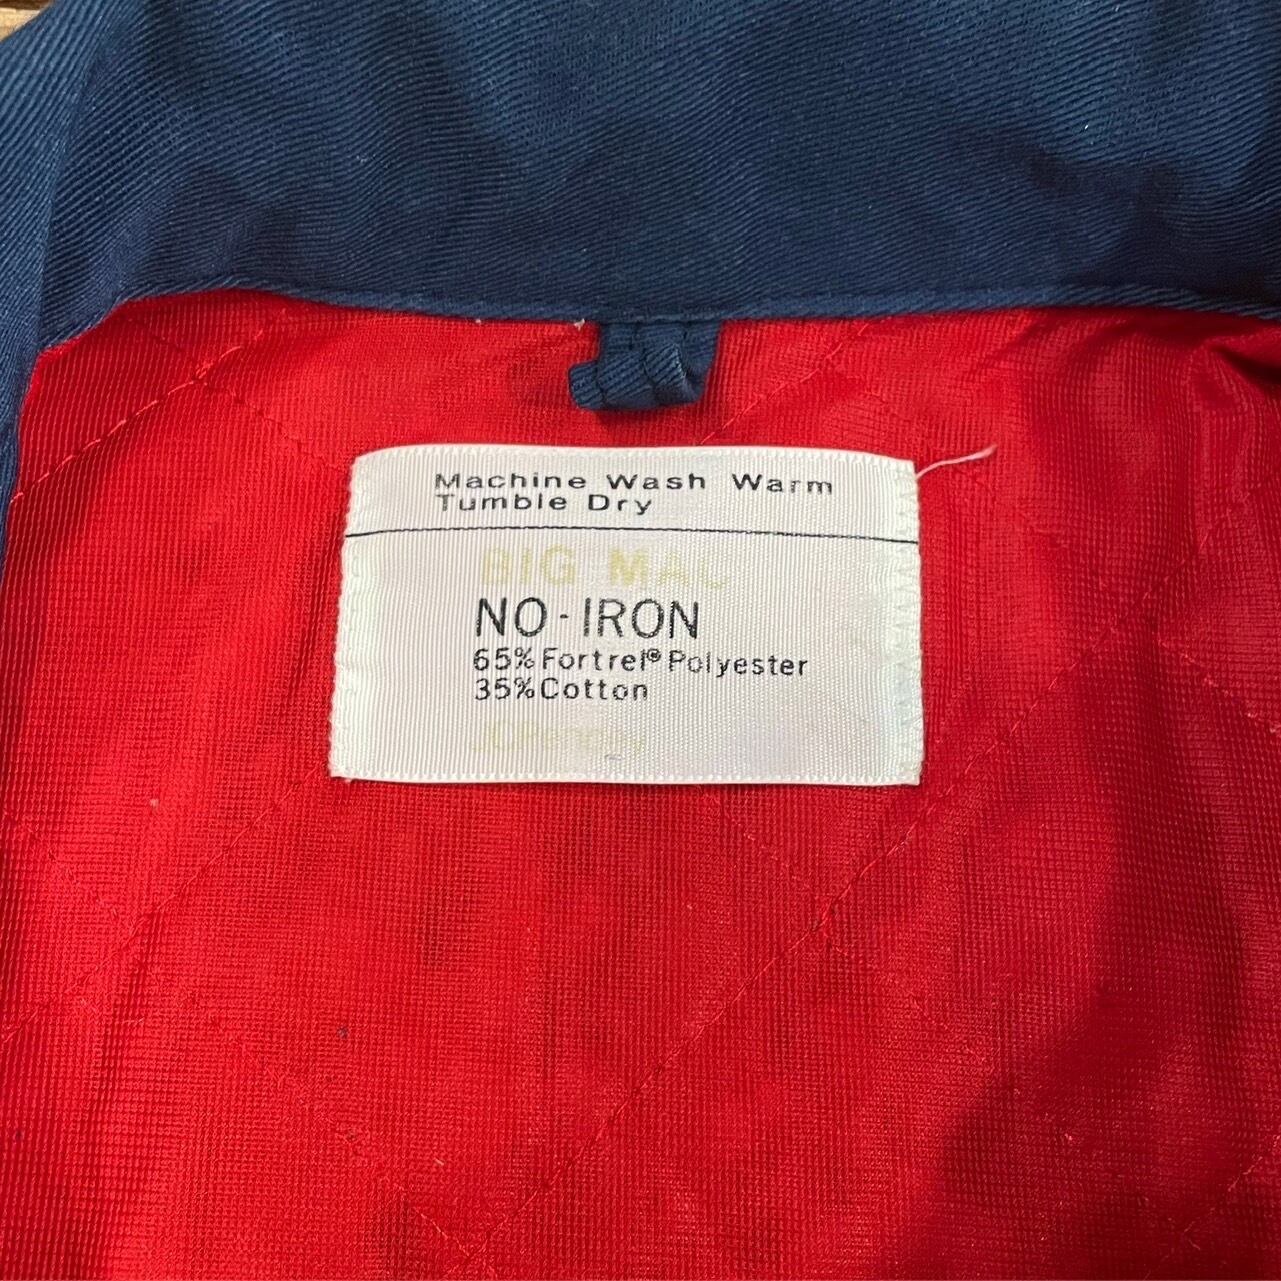 Machine Wash Warm
Tumble Dry
BIG MAC
NO-IRON
65% Fortrel® Polyester
35% Cotton
JCPenney